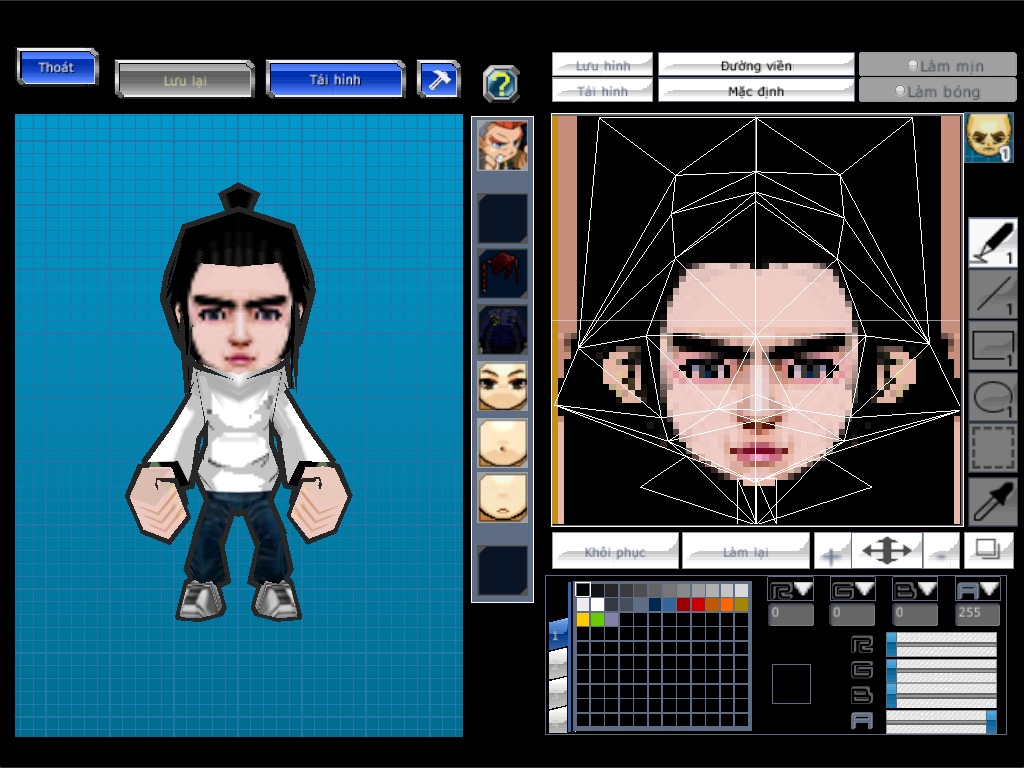 Thoát
Lưu lại
Tải hình
?
Lưu hình
Đường viền
Làm mịn
Tải hình
Mặc định
Làm bóng
1
1
1
1
1
Khôi phục
Làm lại
R G B A
0 0 0 255
1
R
G
B
A